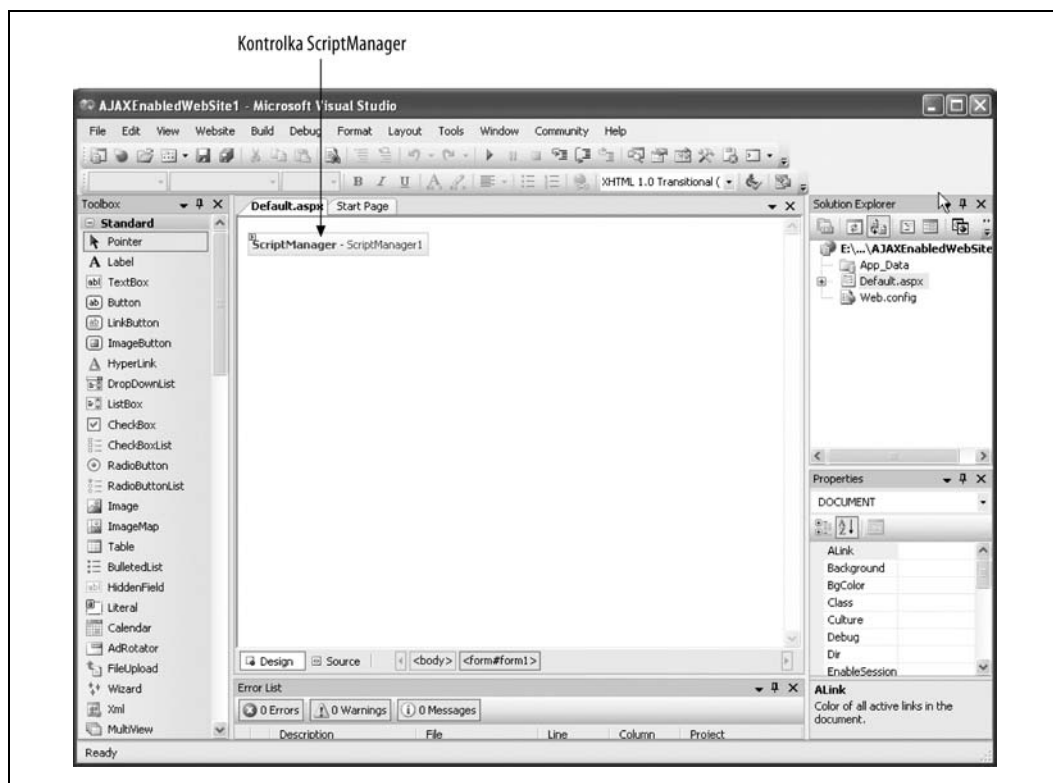 Kontrolka ScriptManager
AJAXEnabledWebSite1 - Microsoft Visual Studio
File Edit View Website Build Debug Format Layout Tools Window Community Help
B I U A XHTML 1.0 Transitional (
Toolbox
Default.aspx Start Page
Solution Explorer
Standard
Pointer
A Label
abl TextBox
ab Button
ab LinkButton
ImageButton
A HyperLink
DropDownList
ListBox
CheckBox
CheckBoxList
RadioButton
RadioButtonList
Image
ImageMap
Table
BulletedList
abl HiddenField
Literal
Calendar
AdRotator
FileUpload
Wizard
Xml
MultiView
ScriptManager - ScriptManager1
E:\...\AJAXEnabledWebSite
App_Data
Default.aspx
Web.config
Properties
DOCUMENT
ALink
Background
BgColor
Class
Culture
Debug
Dir
EnableSession
ALink
Color of all active links in the
document.
Design Source <body> <form#form1>
Error List
0 Errors 0 Warnings 0 Messages
Description File Line Column Project
Ready